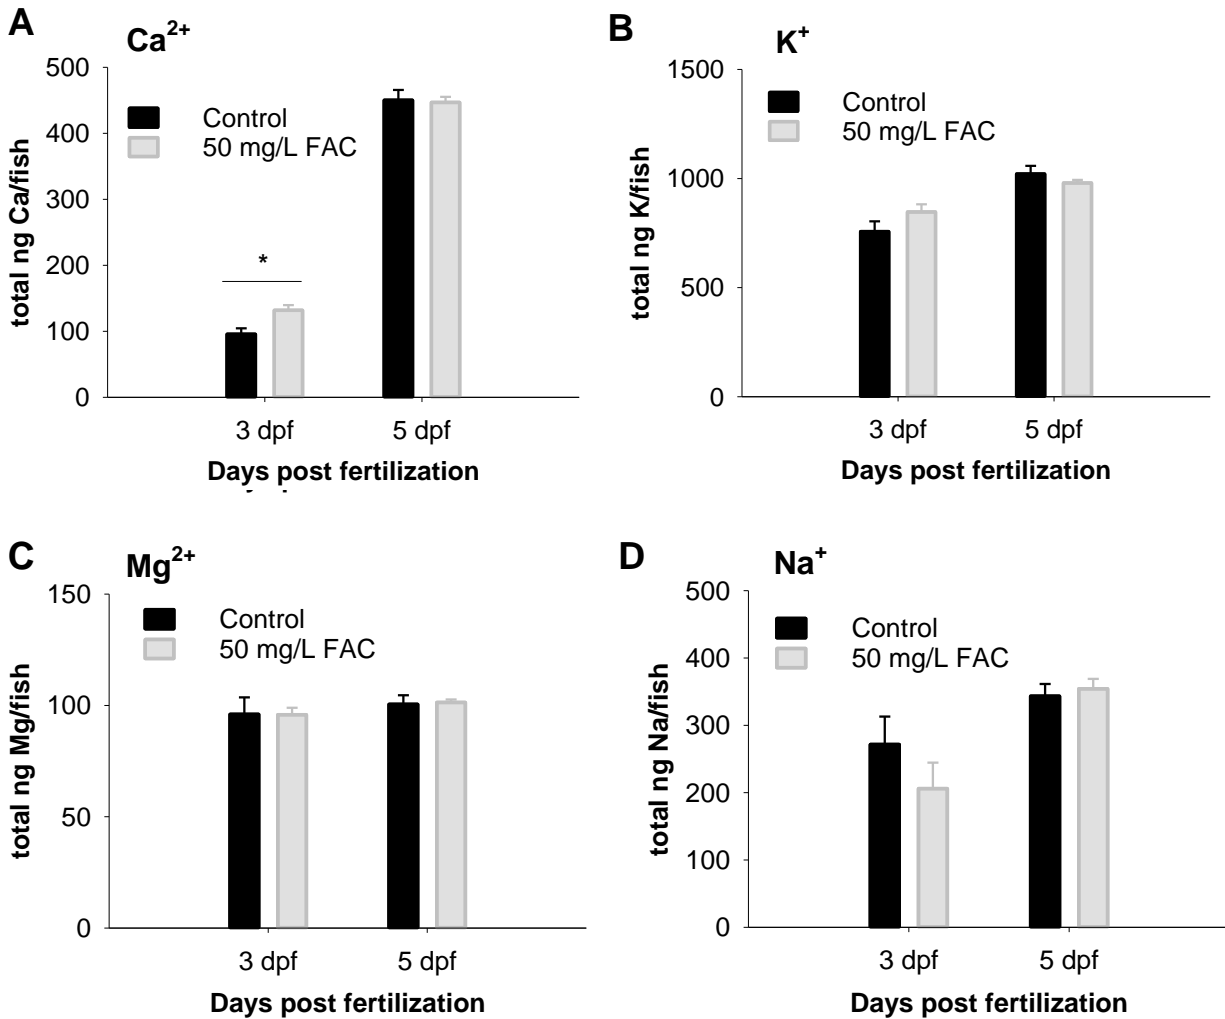 A
Ca2+
500
400
300
200
100
0
total ng Ca/fish
Control
50 mg/L FAC
*
3 dpf
5 dpf
Days post fertilization
B
K+
1500
1000
500
0
total ng K/fish
Control
50 mg/L FAC
3 dpf
5 dpf
Days post fertilization
C
Mg2+
150
100
50
0
total ng Mg/fish
Control
50 mg/L FAC
3 dpf
5 dpf
Days post fertilization
D
Na+
500
400
300
200
100
0
total ng Na/fish
Control
50 mg/L FAC
3 dpf
5 dpf
Days post fertilization